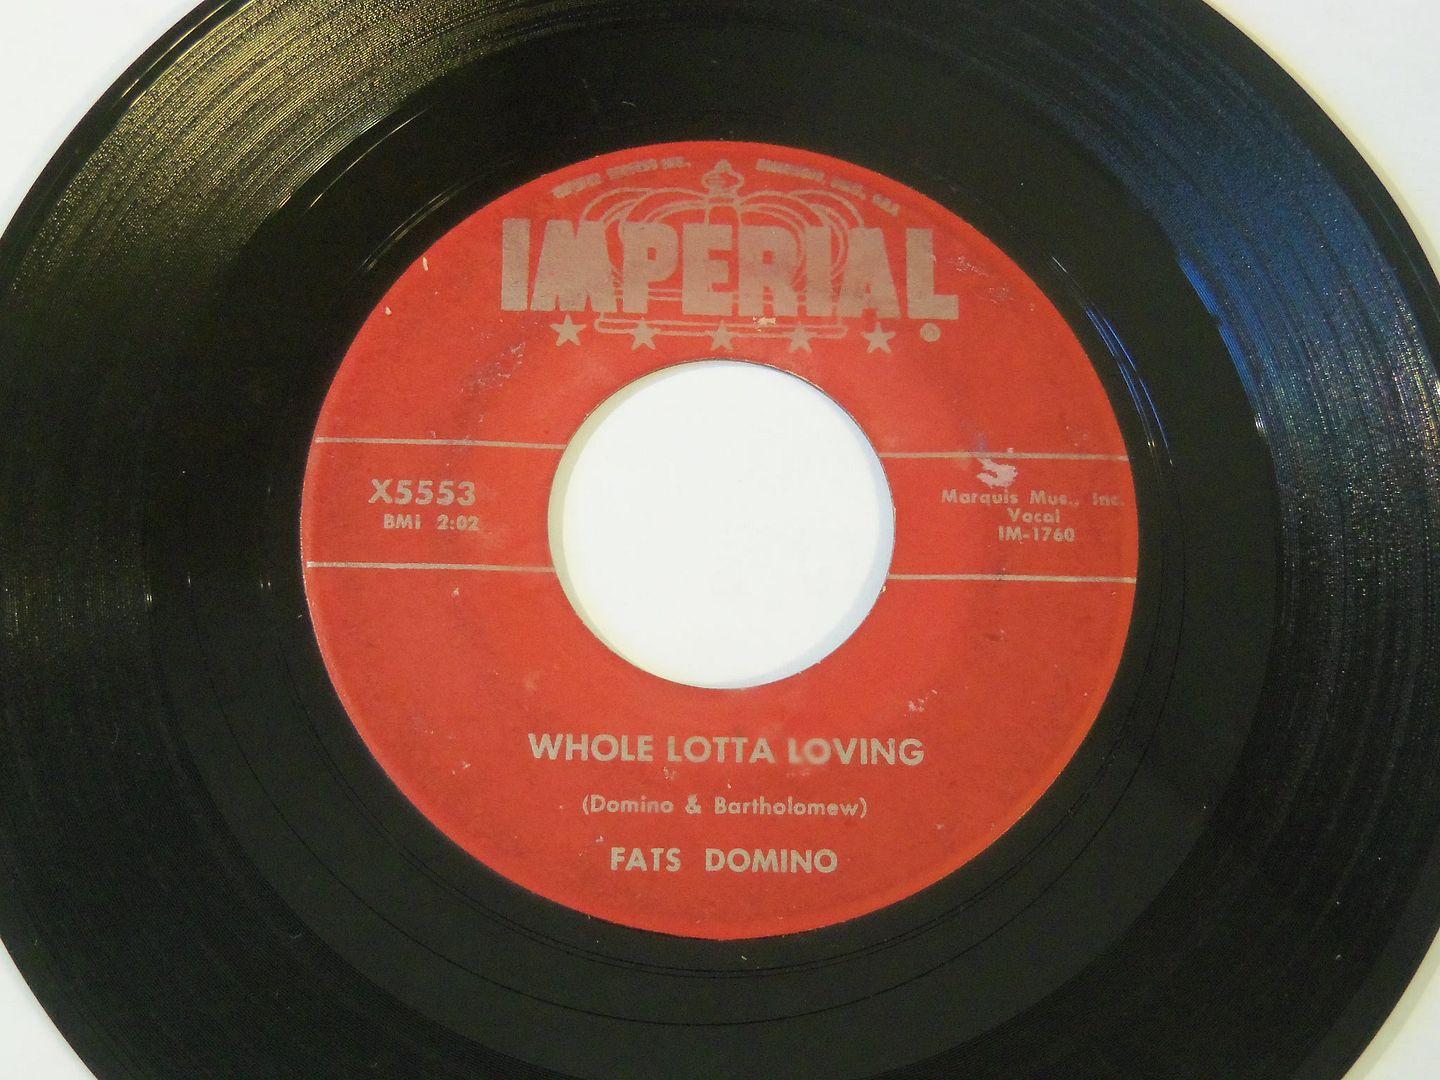 IMPERIAL
X5553
BMI 2:02
Marquis Mus., Inc.
Vocal
IM-1760
WHOLE LOTTA LOVING
(Domino & Bartholomew)
FATS DOMINO